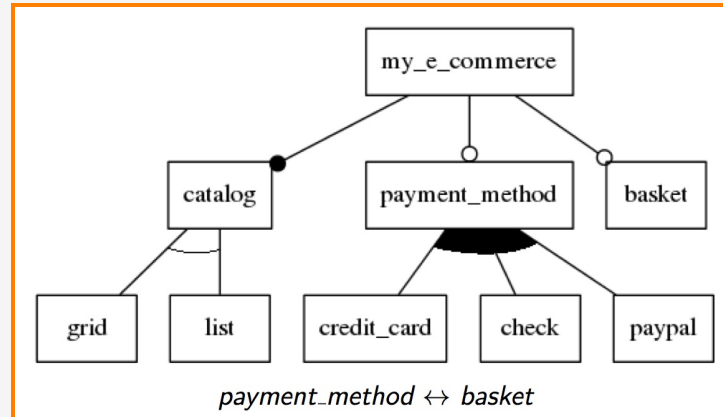 my_e_commerce
catalog payment_method basket
grid list credit_card check paypal
payment_method ↔ basket